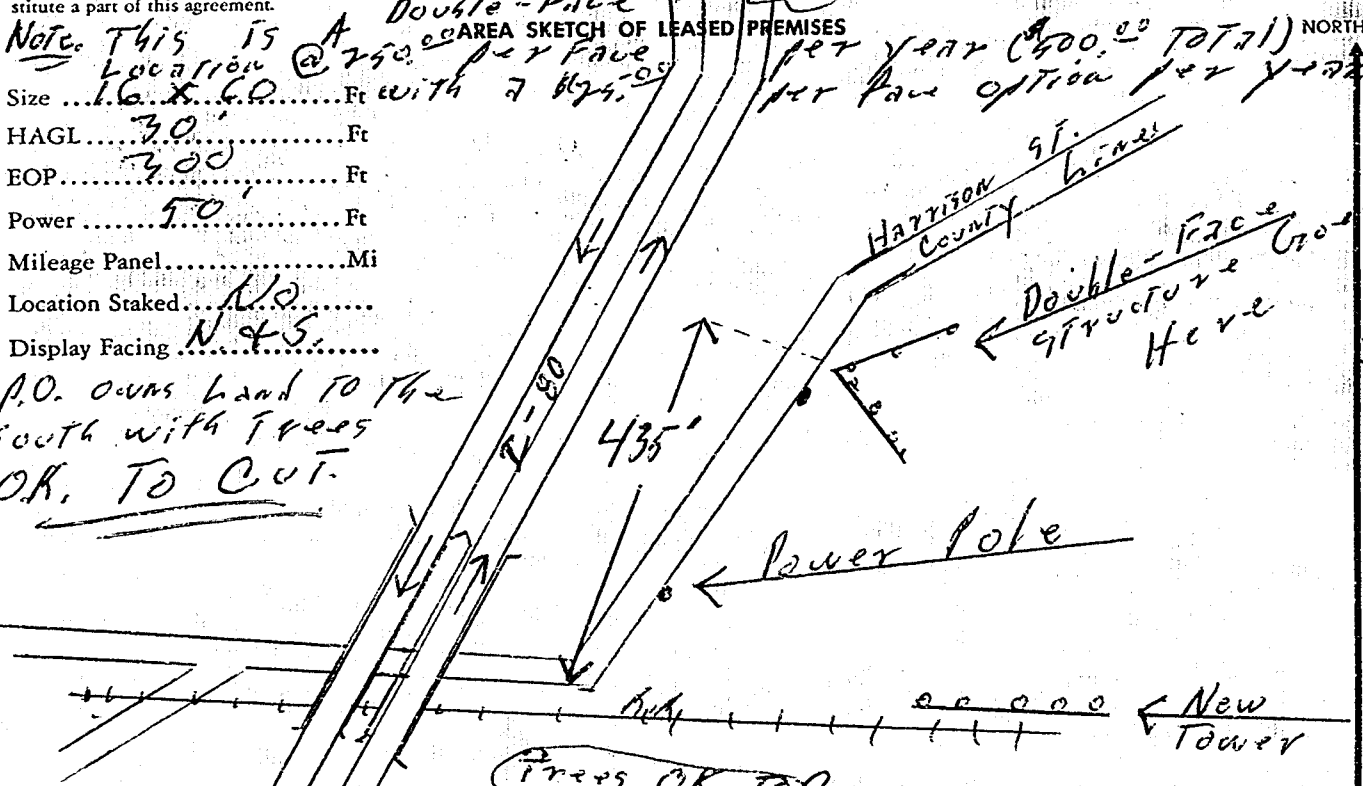 stitute a part of this agreement.
Double-Face
AREA SKETCH OF LEASED PREMISES
NORTH
Note. This is A
Location @ 250.00 per Face per year ($500.00 Total)
with a per face option per year
Size ...16 x 60...Ft
HAGL...30'...Ft
EOP...300'...Ft
Power...50'...Ft
Mileage Panel...Mi
Location Staked...No...
Display Facing...N & S....
P.O. owns Land To The
South with Trees
OK. To CUT.
Harrison ST.
County Line
Double-Face
Structure Goe
Here
I-80
435'
Power Pole
R.R.
New
Tower
Trees OK To